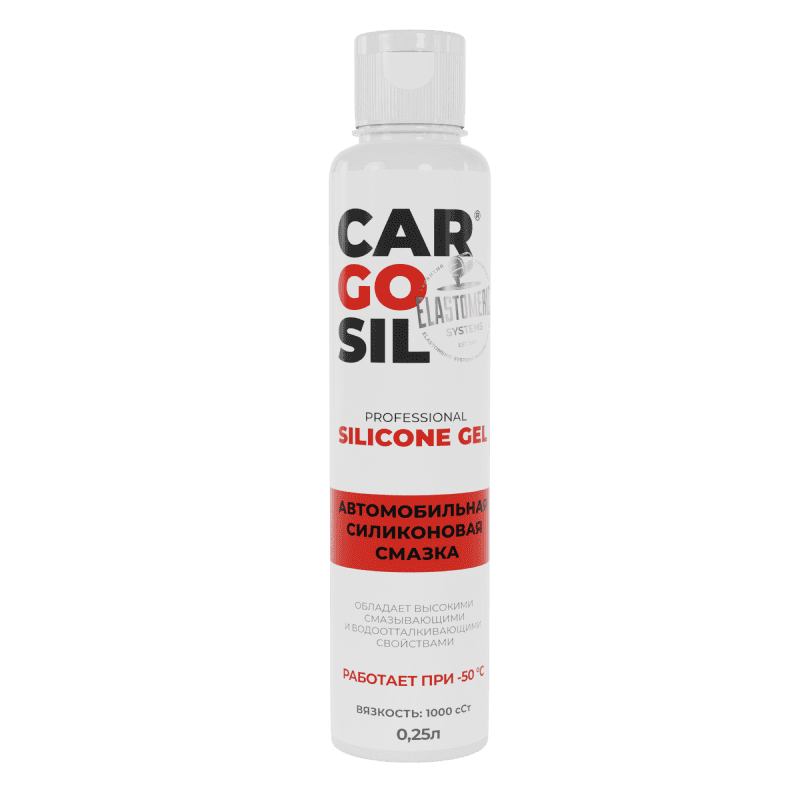 CAR®
GO
SIL
ELASTOMERIC
SYSTEMS
PROFESSIONAL
SILICONE GEL
АВТОМОБИЛЬНАЯ
СИЛИКОНОВАЯ
СМАЗКА
ОБЛАДАЕТ ВЫСОКИМИ
СМАЗЫВАЮЩИМИ
И ВОДООТТАЛКИВАЮЩИМИ
СВОЙСТВАМИ
РАБОТАЕТ ПРИ -50 °C
ВЯЗКОСТЬ: 1000 сСт
0,25л